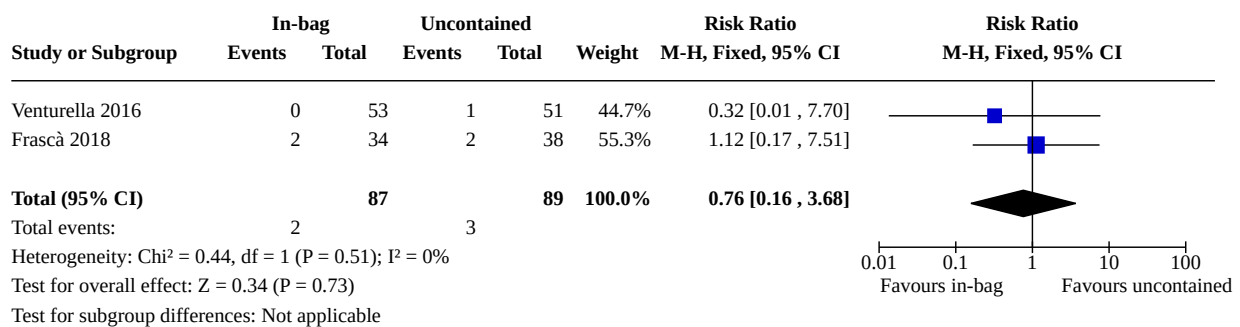 In-bag Uncontained Risk Ratio Risk Ratio
Study or Subgroup Events Total Events Total Weight M-H, Fixed, 95% CI M-H, Fixed, 95% CI
Venturella 2016 0 53 1 51 44.7% 0.32 [0.01 , 7.70]
Frascà 2018 2 34 2 38 55.3% 1.12 [0.17 , 7.51]
Total (95% CI) 87 89 100.0% 0.76 [0.16 , 3.68]
Total events: 2 3
Heterogeneity: Chi² = 0.44, df = 1 (P = 0.51); I² = 0%
Test for overall effect: Z = 0.34 (P = 0.73)
Test for subgroup differences: Not applicable
0.01 0.1 1 10 100
Favours in-bag Favours uncontained